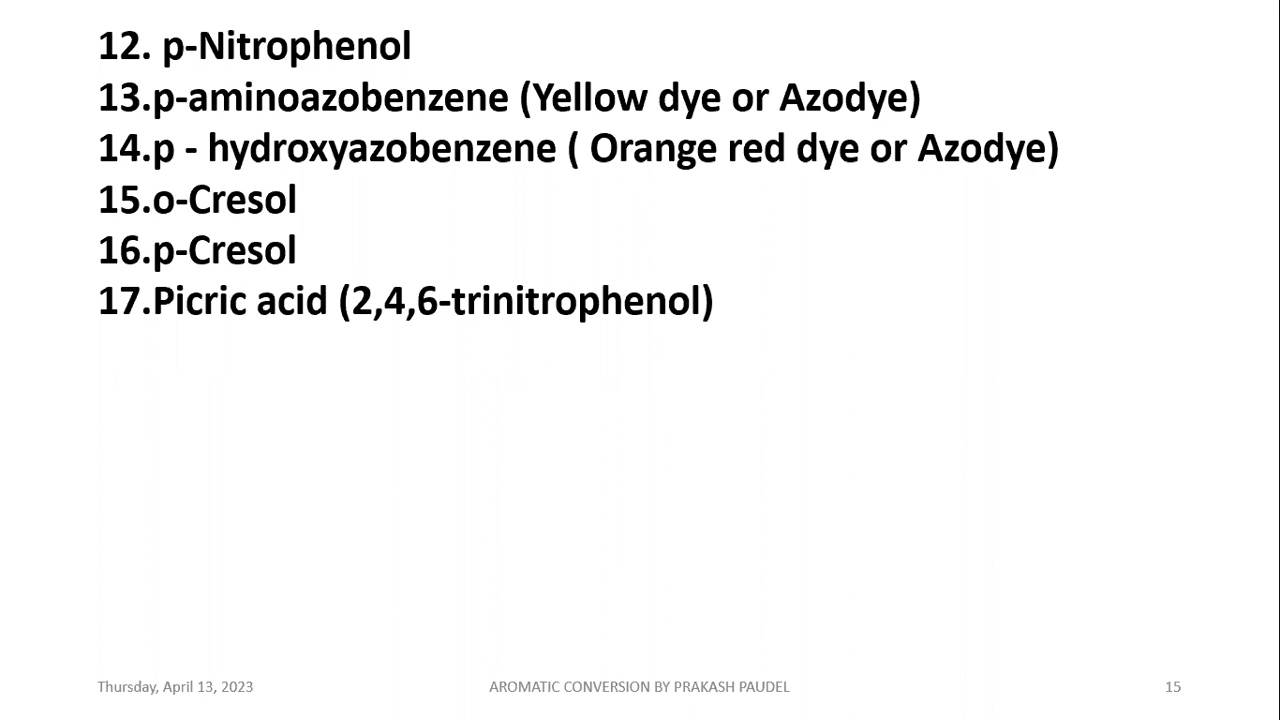 12. p-Nitrophenol
13.p-aminoazobenzene (Yellow dye or Azodye)
14.p - hydroxyazobenzene ( Orange red dye or Azodye)
15.o-Cresol
16.p-Cresol
17.Picric acid (2,4,6-trinitrophenol)
Thursday, April 13, 2023
AROMATIC CONVERSION BY PRAKASH PAUDEL
15